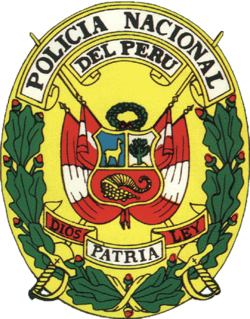 POLICIA NACIONAL
DEL PERU
DIOS
PATRIA
LEY